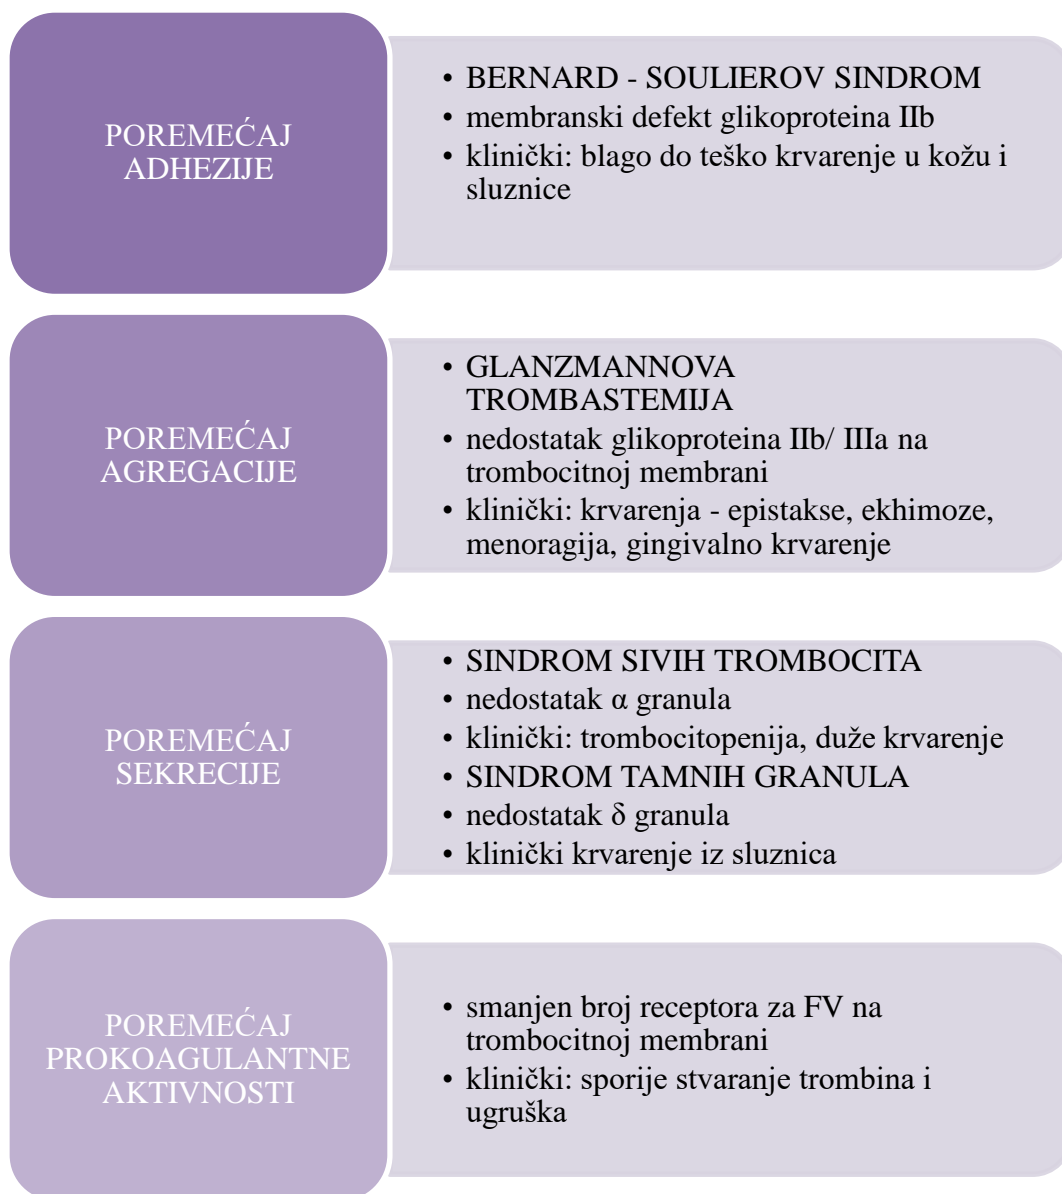 POREMEĆAJ
ADHEZIJE
• BERNARD - SOULIEROV SINDROM
• membranski defekt glikoproteina IIb
• klinički: blago do teško krvarenje u kožu i
sluznice
POREMEĆAJ
AGREGACIJE
• GLANZMANNOVA
TROMBASTEMIJA
• nedostatak glikoproteina IIb/ IIIa na
trombocitnoj membrani
• klinički: krvarenja - epistakse, ekhimoze,
menoragija, gingivalno krvarenje
POREMEĆAJ
SEKRECIJE
• SINDROM SIVIH TROMBOCITA
• nedostatak α granula
• klinički: trombocitopenija, duže krvarenje
• SINDROM TAMNIH GRANULA
• nedostatak δ granula
• klinički krvarenje iz sluznica
POREMEĆAJ
PROKOAGULANTNE
AKTIVNOSTI
• smanjen broj receptora za FV na
trombocitnoj membrani
• klinički: sporije stvaranje trombina i
ugruška